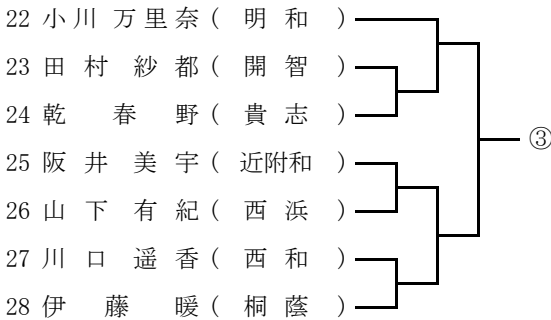 22 小川 万里奈 ( 明和 )
23 田村 紗都 ( 開智 )
24 乾 春野 ( 貴志 )
③
25 阪井 美宇 ( 近附和 )
26 山下 有紀 ( 西浜 )
27 川口 遥香 ( 西和 )
28 伊藤 暖 ( 桐蔭 )